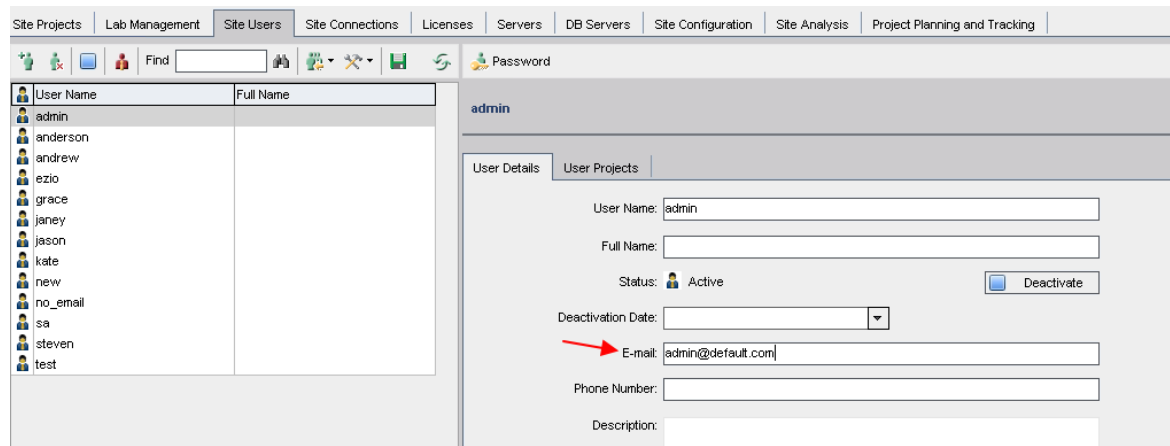 Site Projects Lab Management Site Users Site Connections Licenses Servers DB Servers Site Configuration Site Analysis Project Planning and Tracking
Find
Password
User Name Full Name
admin
anderson
andrew
ezio
grace
janey
jason
kate
new
no_email
sa
steven
test
admin
User Details User Projects
User Name: admin
Full Name:
Status: Active Deactivate
Deactivation Date:
E-mail: admin@default.com
Phone Number:
Description: